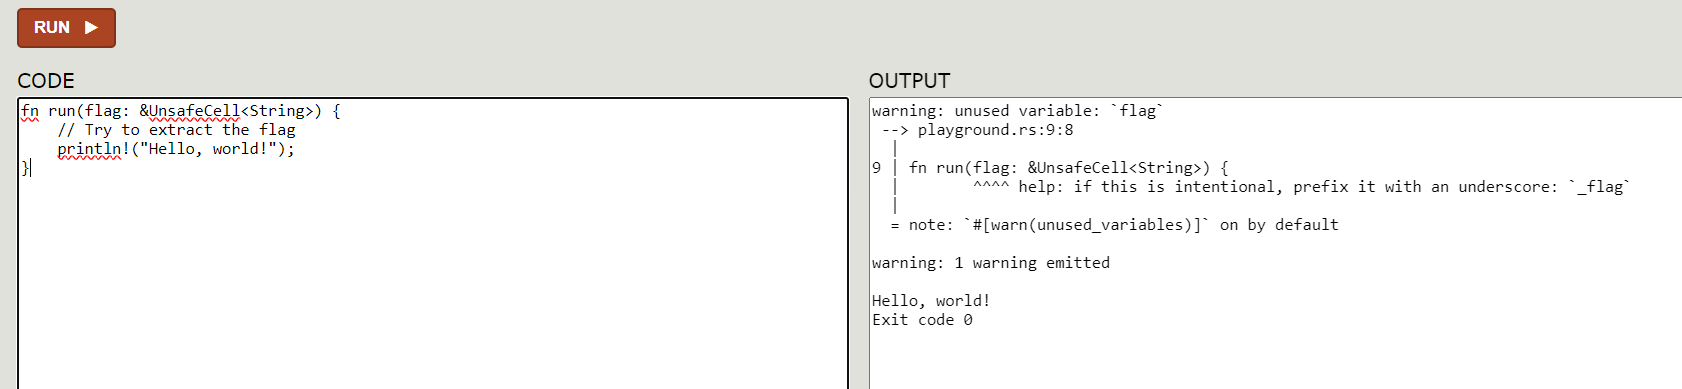 RUN ▶
CODE
fn run(flag: &UnsafeCell<String>) {
    // Try to extract the flag
    println!("Hello, world!");
}
OUTPUT
warning: unused variable: `flag`
 --> playground.rs:9:8
  |
9 | fn run(flag: &UnsafeCell<String>) {
  |        ^^^^ help: if this is intentional, prefix it with an underscore: `_flag`
  |
  = note: `#[warn(unused_variables)]` on by default

warning: 1 warning emitted

Hello, world!
Exit code 0